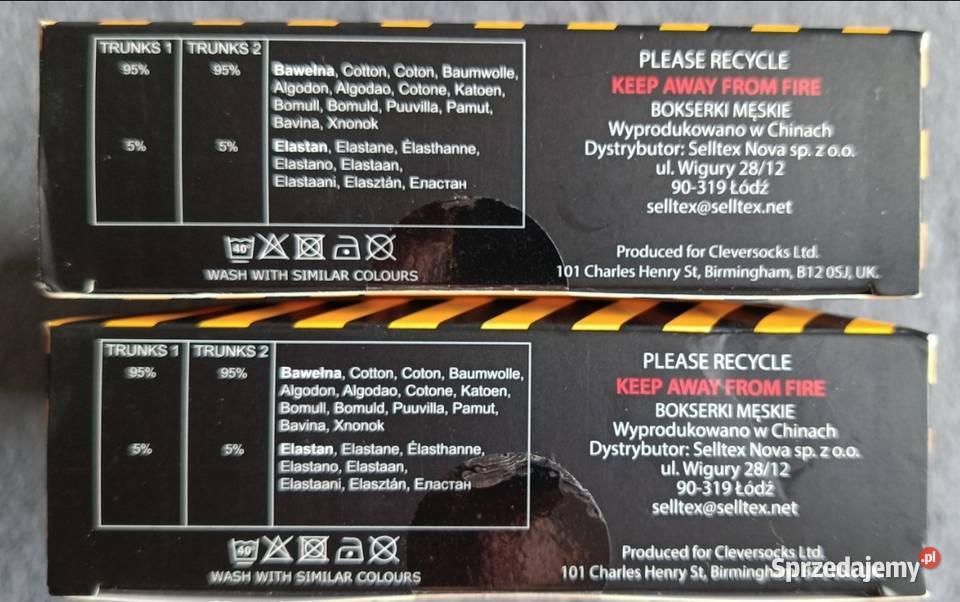 TRUNKS 1 TRUNKS 2
95% 95%
Bawełna, Cotton, Coton, Baumwolle,
Algodon, Algodao, Cotone, Katoen,
Bomull, Bomuld, Puuvilla, Pamut,
Bavina, Xnonok
5% 5%
Elastan, Elastane, Élasthanne,
Elastano, Elastaan,
Elastaani, Elasztán, Еластан
40°
WASH WITH SIMILAR COLOURS
PLEASE RECYCLE
KEEP AWAY FROM FIRE
BOKSERKI MĘSKIE
Wyprodukowano w Chinach
Dystrybutor: Selltex Nova sp. z o.o.
ul. Wigury 28/12
90-319 Łódź
selltex@selltex.net
Produced for Cleversocks Ltd.
101 Charles Henry St, Birmingham, B12 0SJ, UK.
TRUNKS 1 TRUNKS 2
95% 95%
Bawełna, Cotton, Coton, Baumwolle,
Algodon, Algodao, Cotone, Katoen,
Bomull, Bomuld, Puuvilla, Pamut,
Bavina, Xnonok
5% 5%
Elastan, Elastane, Élasthanne,
Elastano, Elastaan,
Elastaani, Elasztán, Еластан
40°
WASH WITH SIMILAR COLOURS
PLEASE RECYCLE
KEEP AWAY FROM FIRE
BOKSERKI MĘSKIE
Wyprodukowano w Chinach
Dystrybutor: Selltex Nova sp. z o.o.
ul. Wigury 28/12
90-319 Łódź
selltex@selltex.net
Produced for Cleversocks Ltd.
101 Charles Henry St,
Sprzedajemy .pl